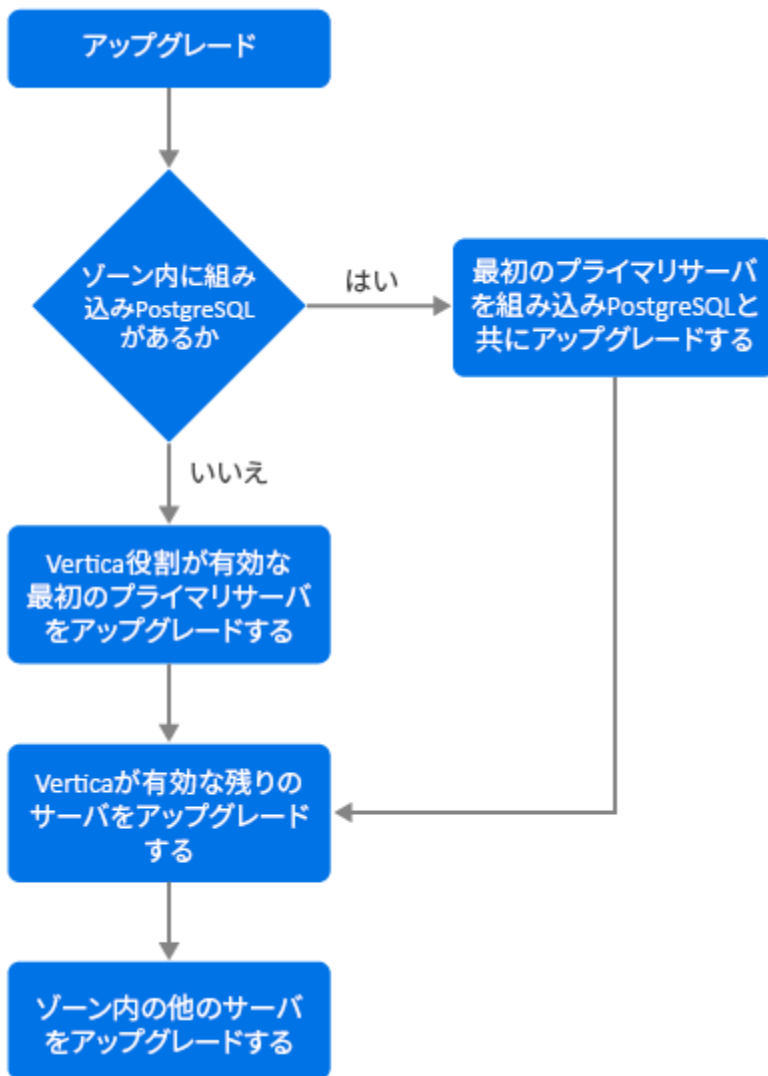 アップグレード
ゾーン内に組み
込みPostgreSQL
があるか
はい
最初のプライマリサーバ
を組み込みPostgreSQLと
共にアップグレードする
いいえ
Vertica役割が有効な
最初のプライマリサーバ
をアップグレードする
Verticaが有効な残りの
サーバをアップグレード
する
ゾーン内の他のサーバ
をアップグレードする